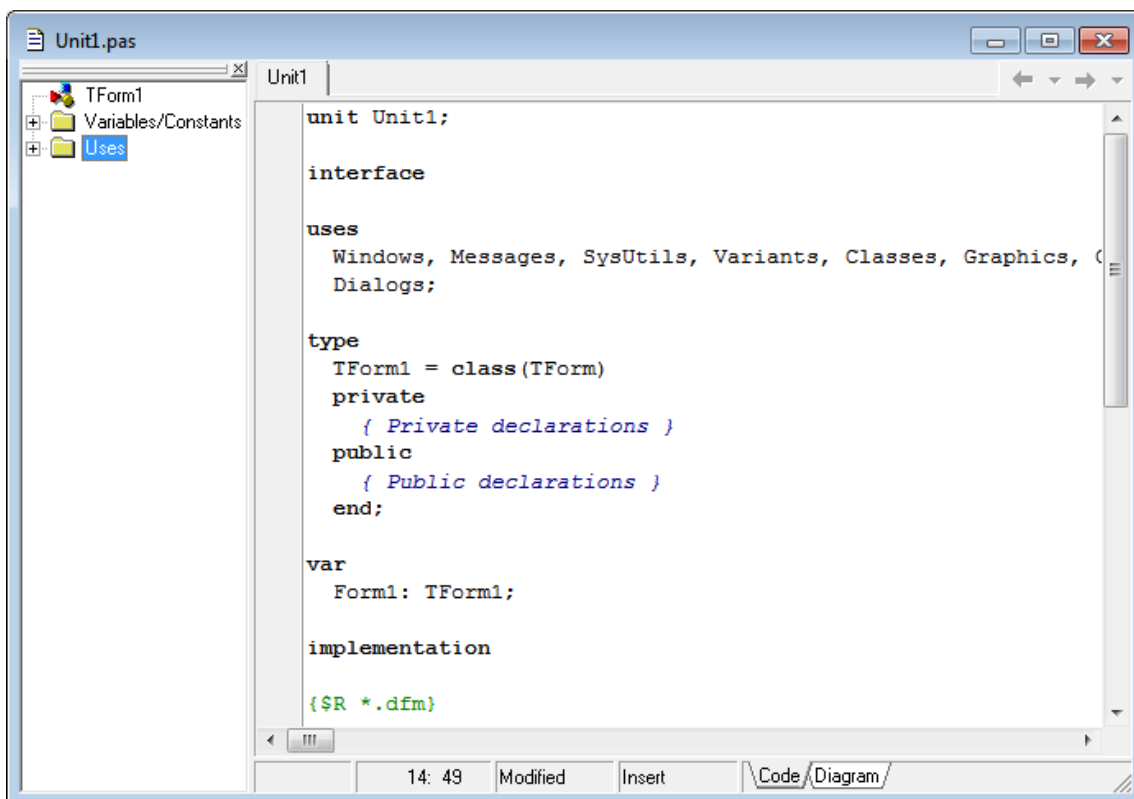 Unit1.pas
TForm1
Variables/Constants
Uses
Unit1
unit Unit1;
interface
uses
Windows, Messages, SysUtils, Variants, Classes, Graphics,
Dialogs;
type
TForm1 = class(TForm)
private
{ Private declarations }
public
{ Public declarations }
end;
var
Form1: TForm1;
implementation
{$R *.dfm}
14: 49 Modified Insert Code Diagram